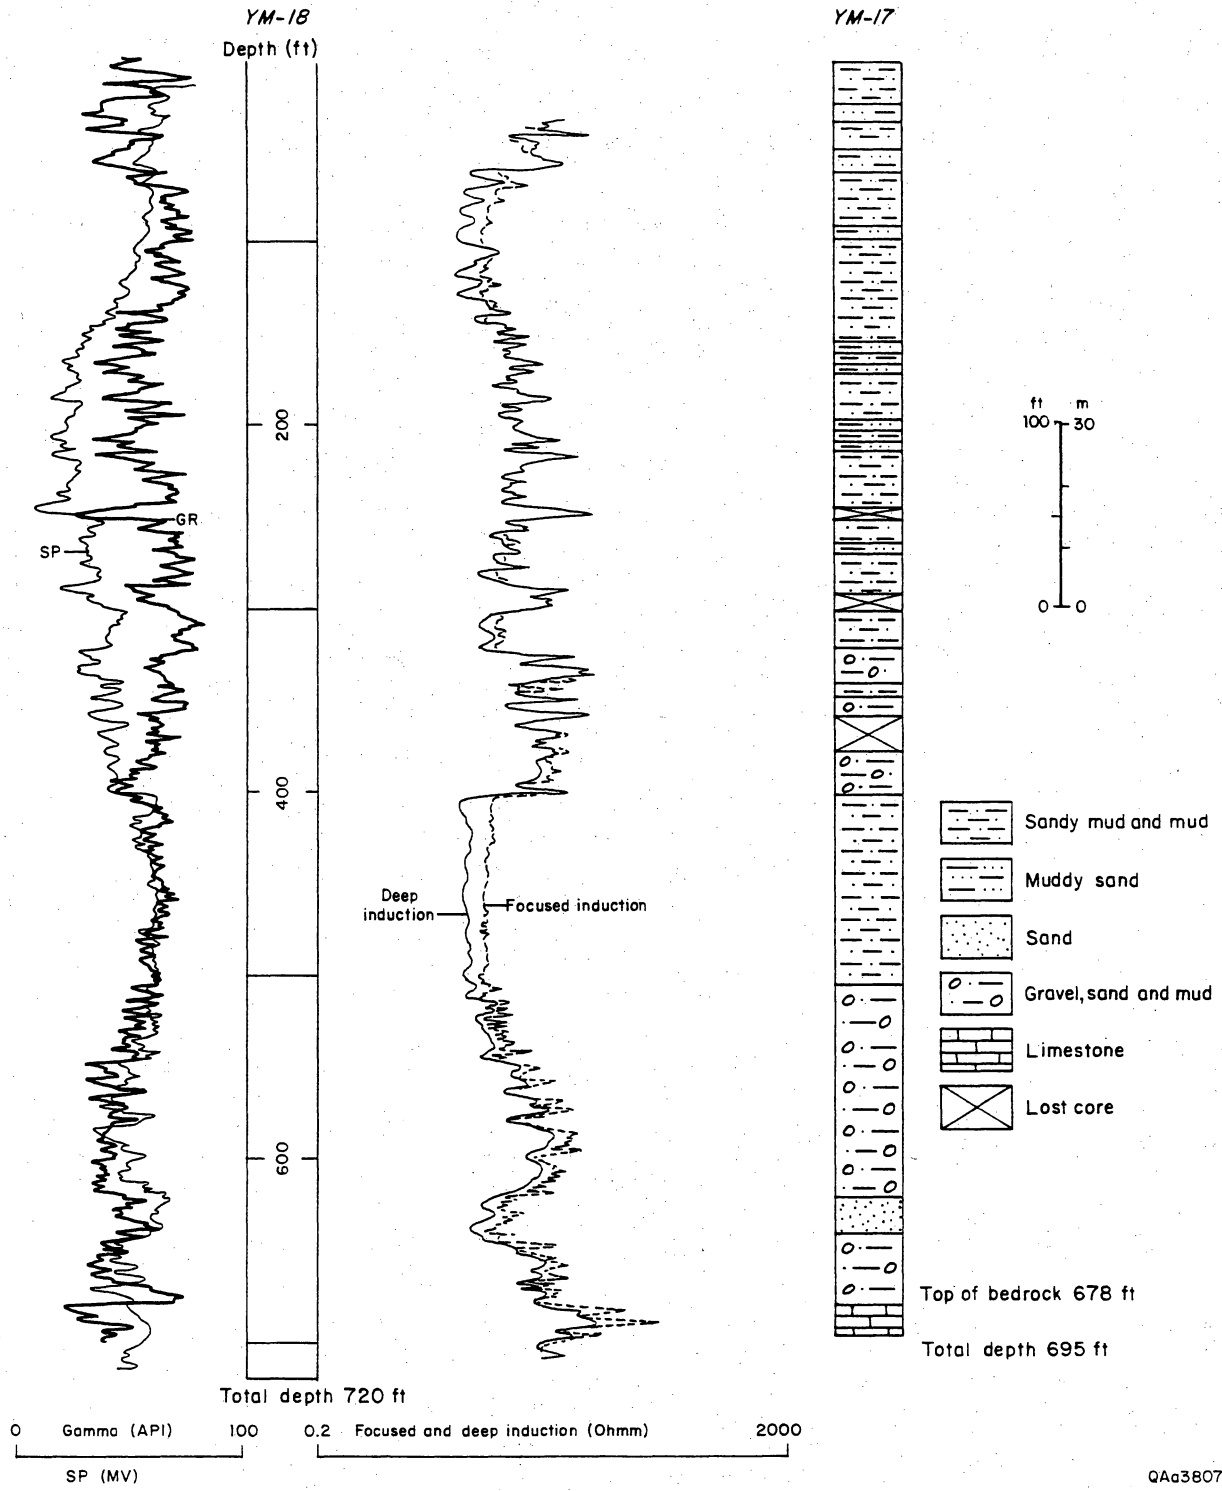 YM-18
YM-17
Depth (ft)
200
400
600
GR
SP
Deep
induction
Focused induction
ft m
100 30
0 0
Sandy mud and mud
Muddy sand
Sand
Gravel, sand and mud
Limestone
Lost core
Top of bedrock 678 ft
Total depth 695 ft
Total depth 720 ft
0 Gamma (API) 100
0.2 Focused and deep induction (Ohmm) 2000
SP (MV)
QAa3807